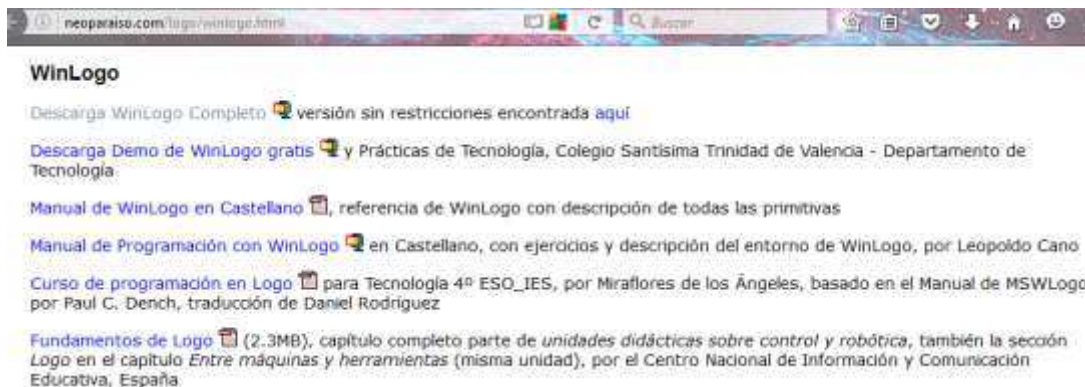 neoparaiso.com/logo/winlogo.html
Buscar
WinLogo
Descarga WinLogo Completo versión sin restricciones encontrada aquí
Descarga Demo de WinLogo gratis y Prácticas de Tecnología, Colegio Santísima Trinidad de Valencia - Departamento de
Tecnología
Manual de WinLogo en Castellano , referencia de WinLogo con descripción de todas las primitivas
Manual de Programación con WinLogo en Castellano, con ejercicios y descripción del entorno de WinLogo, por Leopoldo Cano
Curso de programación en Logo para Tecnología 4º ESO_IES, por Miraflores de los Ángeles, basado en el Manual de MSWLogo
por Paul C. Dench, traducción de Daniel Rodríguez
Fundamentos de Logo (2.3MB), capítulo completo parte de unidades didácticas sobre control y robótica, también la sección
Logo en el capítulo Entre máquinas y herramientas (misma unidad), por el Centro Nacional de Información y Comunicación
Educativa, España